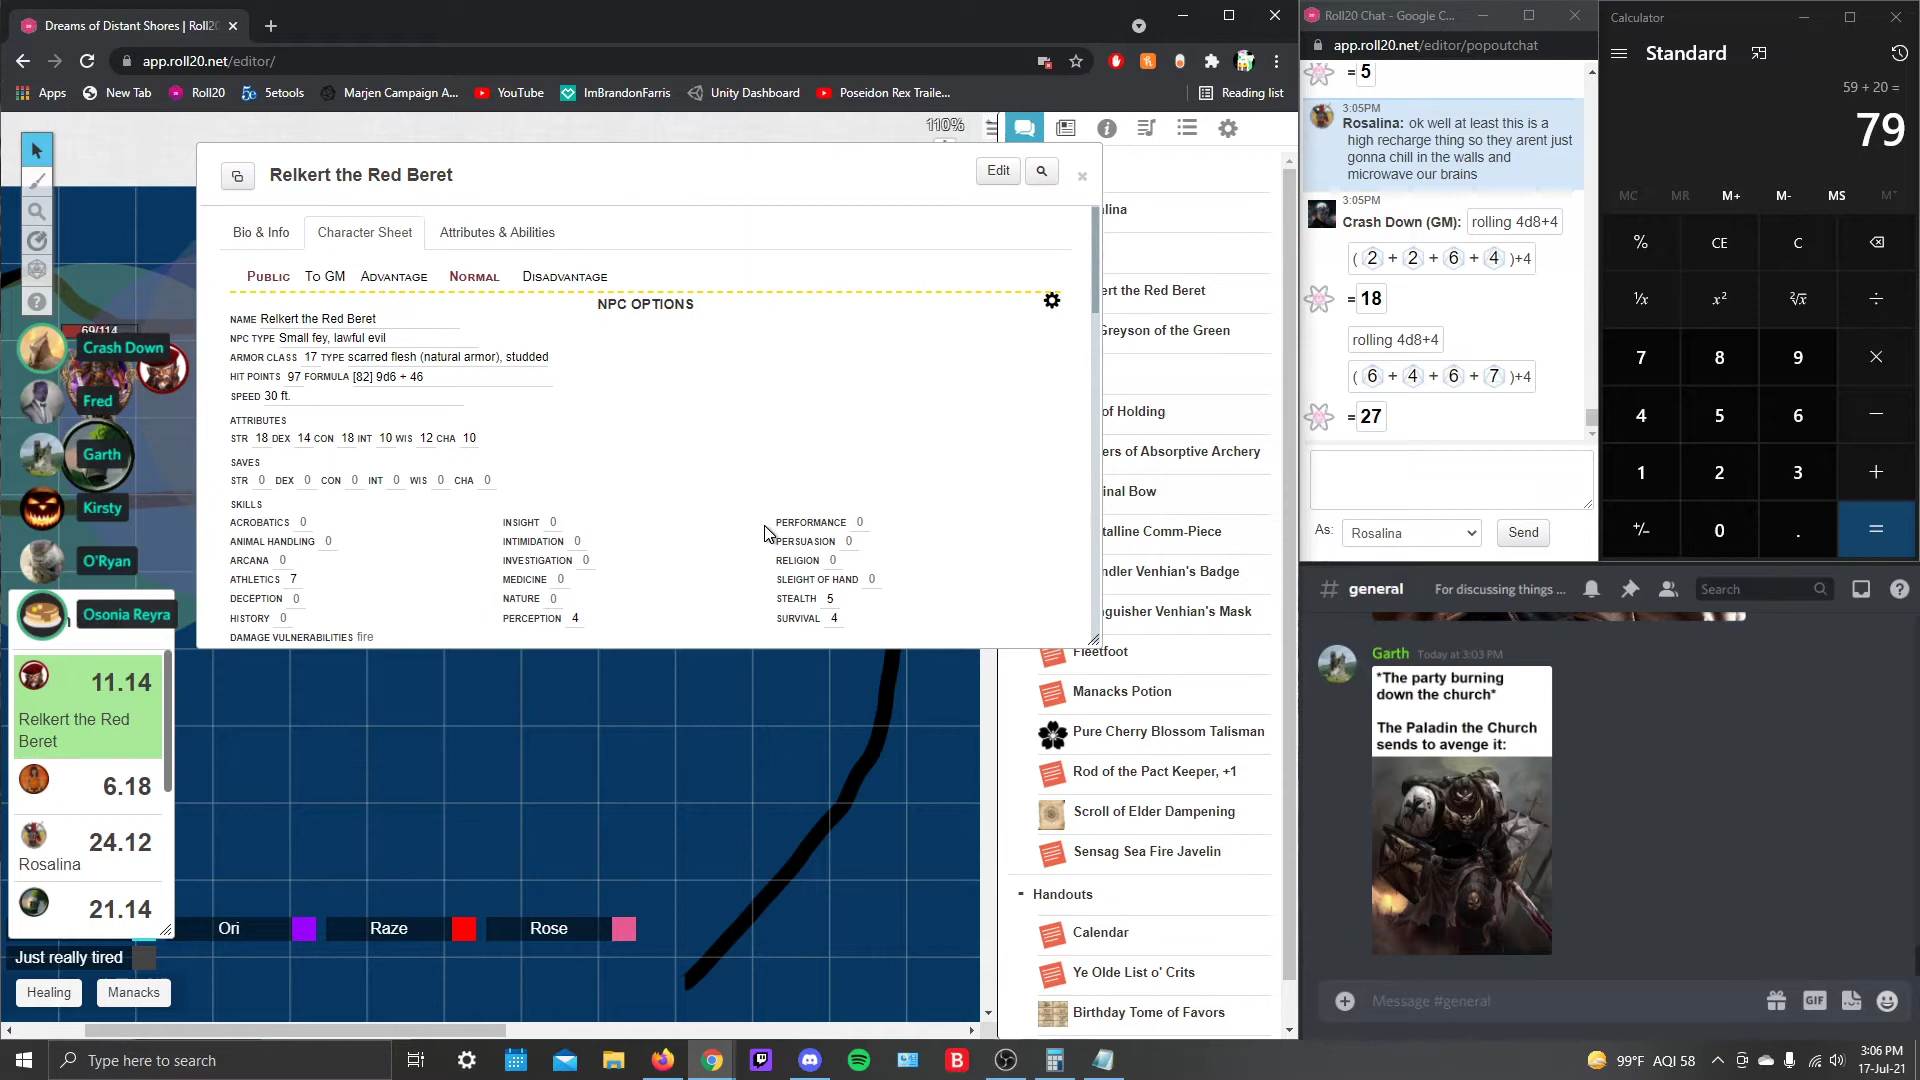 Dreams of Distant Shores | Roll2
app.roll20.net/editor/
Apps
New Tab
Roll20
5etools
Marjen Campaign A...
YouTube
ImBrandonFarris
Unity Dashboard
Poseidon Rex Traile...
Reading list
110%
Relkert the Red Beret
Edit
Bio & Info
Character Sheet
Attributes & Abilities
PUBLIC TO GM ADVANTAGE NORMAL DISADVANTAGE
NPC OPTIONS
NAME Relkert the Red Beret
NPC TYPE Small fey, lawful evil
ARMOR CLASS 17 TYPE scarred flesh (natural armor), studded
HIT POINTS 97 FORMULA [82] 9d6 + 46
SPEED 30 ft.
ATTRIBUTES
STR 18 DEX 14 CON 18 INT 10 WIS 12 CHA 10
SAVES
STR 0 DEX 0 CON 0 INT 0 WIS 0 CHA 0
SKILLS
ACROBATICS 0
ANIMAL HANDLING 0
ARCANA 0
ATHLETICS 7
DECEPTION 0
HISTORY 0
INSIGHT 0
INTIMIDATION 0
INVESTIGATION 0
MEDICINE 0
NATURE 0
PERCEPTION 4
PERFORMANCE 0
PERSUASION 0
RELIGION 0
SLEIGHT OF HAND 0
STEALTH 5
SURVIVAL 4
DAMAGE VULNERABILITIES fire
69/114
Crash Down
Fred
Garth
Kirsty
O'Ryan
Osonia Reyra
11.14
Relkert the Red
Beret
6.18
24.12
Rosalina
21.14
Ori
Raze
Rose
Just really tired
Healing
Manacks
lina
ert the Red Beret
Greyson of the Green
of Holding
ers of Absorptive Archery
inal Bow
talline Comm-Piece
ndler Venhian's Badge
nguisher Venhian's Mask
Fleetfoot
Manacks Potion
Pure Cherry Blossom Talisman
Rod of the Pact Keeper, +1
Scroll of Elder Dampening
Sensag Sea Fire Javelin
Handouts
Calendar
Ye Olde List o' Crits
Birthday Tome of Favors
Roll20 Chat - Google C...
app.roll20.net/editor/popoutchat
=5
3:05PM
Rosalina: ok well at least this is a
high recharge thing so they arent just
gonna chill in the walls and
microwave our brains
3:05PM
Crash Down (GM): rolling 4d8+4
(2 + 2 + 6 + 4)+4
=18
rolling 4d8+4
(6 + 4 + 6 + 7)+4
=27
As: Rosalina
Send
Calculator
Standard
59 + 20 =
79
MC MR M+ M- MS M˅
% CE C
¹/x x² ²√x ÷
7 8 9 ×
4 5 6 −
1 2 3 +
+/- 0 . =
# general
For discussing things ...
Search
Garth Today at 3:03 PM
*The party burning
down the church*
The Paladin the Church
sends to avenge it:
Message #general
GIF
Type here to search
99°F AQI 58
3:06 PM
17-Jul-21